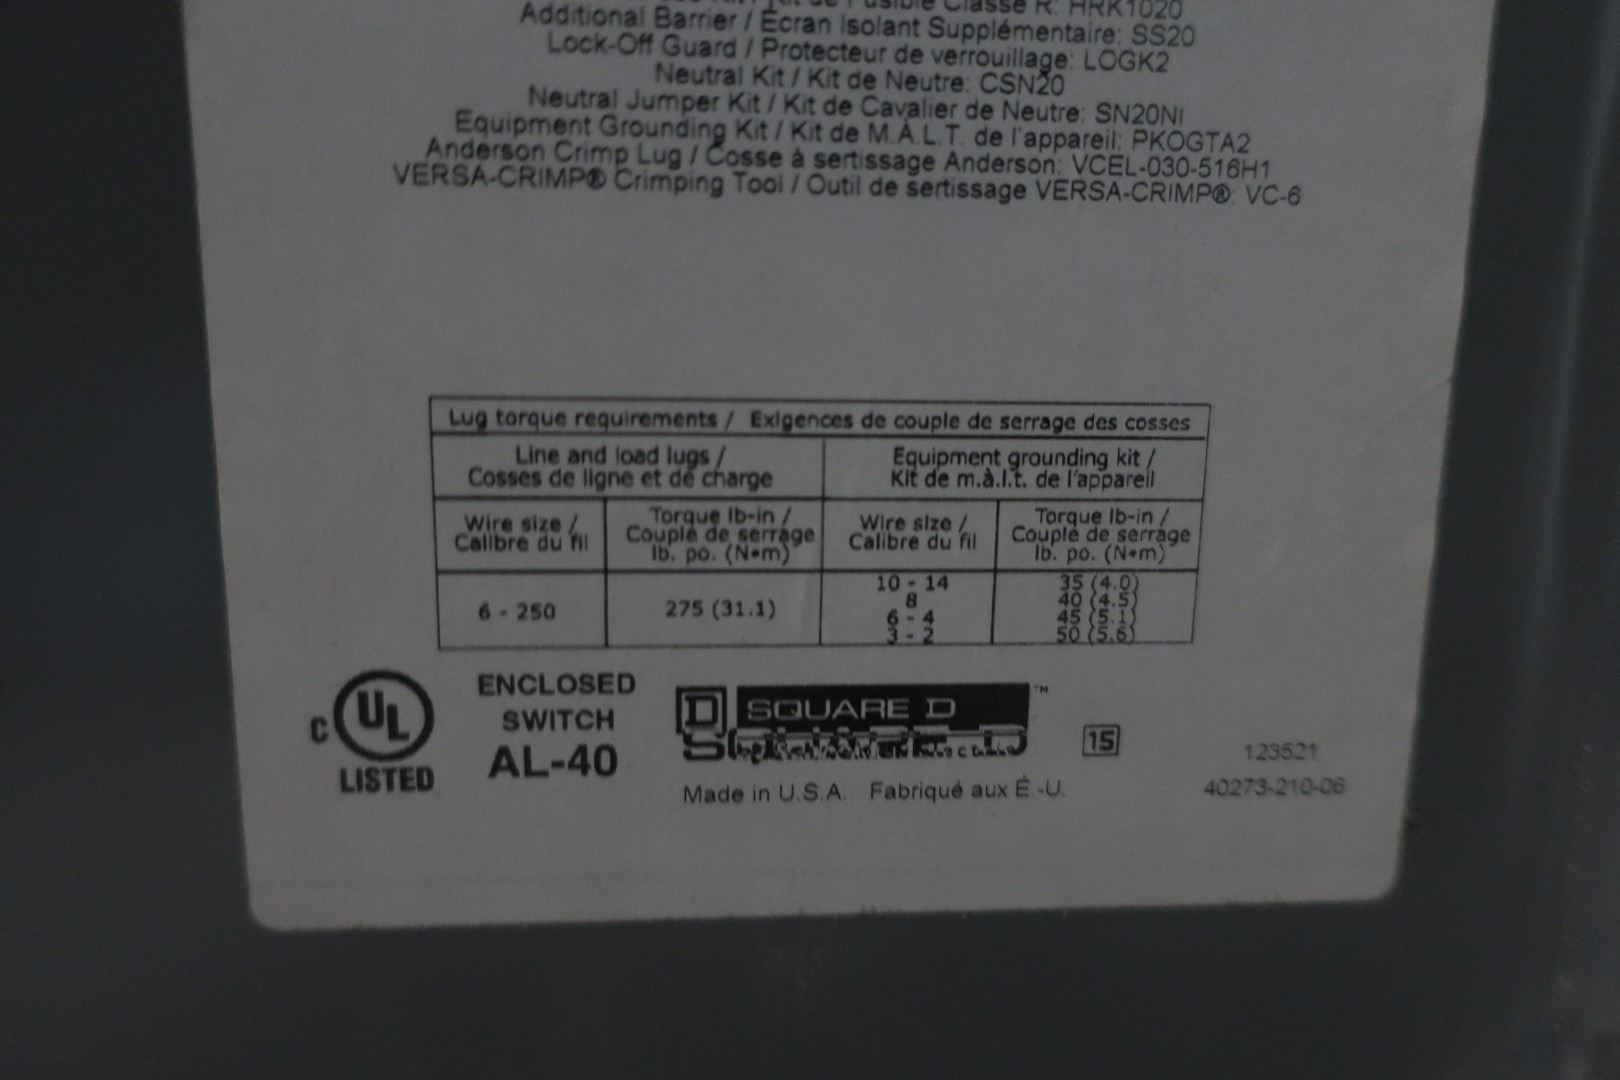 Fusible Classe R: HRK1020
Additional Barrier / Écran Isolant Supplémentaire: SS20
Lock-Off Guard / Protecteur de verrouillage: LOGK2
Neutral Kit / Kit de Neutre: CSN20
Neutral Jumper Kit / Kit de Cavalier de Neutre: SN20NI
Equipment Grounding Kit / Kit de M.À.L.T. de l'appareil: PKOGTA2
Anderson Crimp Lug / Cosse à sertissage Anderson: VCEL-030-516H1
VERSA-CRIMP® Crimping Tool / Outil de sertissage VERSA-CRIMP®: VC-6
Lug torque requirements / Exigences de couple de serrage des cosses
Line and load lugs /
Cosses de ligne et de charge
Equipment grounding kit /
Kit de m.à.l.t. de l'appareil
Wire size /
Calibre du fil
Torque lb-in /
Couple de serrage
lb. po. (N•m)
Wire size /
Calibre du fil
Torque lb-in /
Couple de serrage
lb. po. (N•m)
6 - 250
275 (31.1)
10 - 14
8
6 - 4
3 - 2
35 (4.0)
40 (4.5)
45 (5.1)
50 (5.6)
C UL
LISTED
ENCLOSED
SWITCH
AL-40
D SQUARE D ™
Made in U.S.A. Fabriqué aux É.-U.
15
123521
40273-210-06